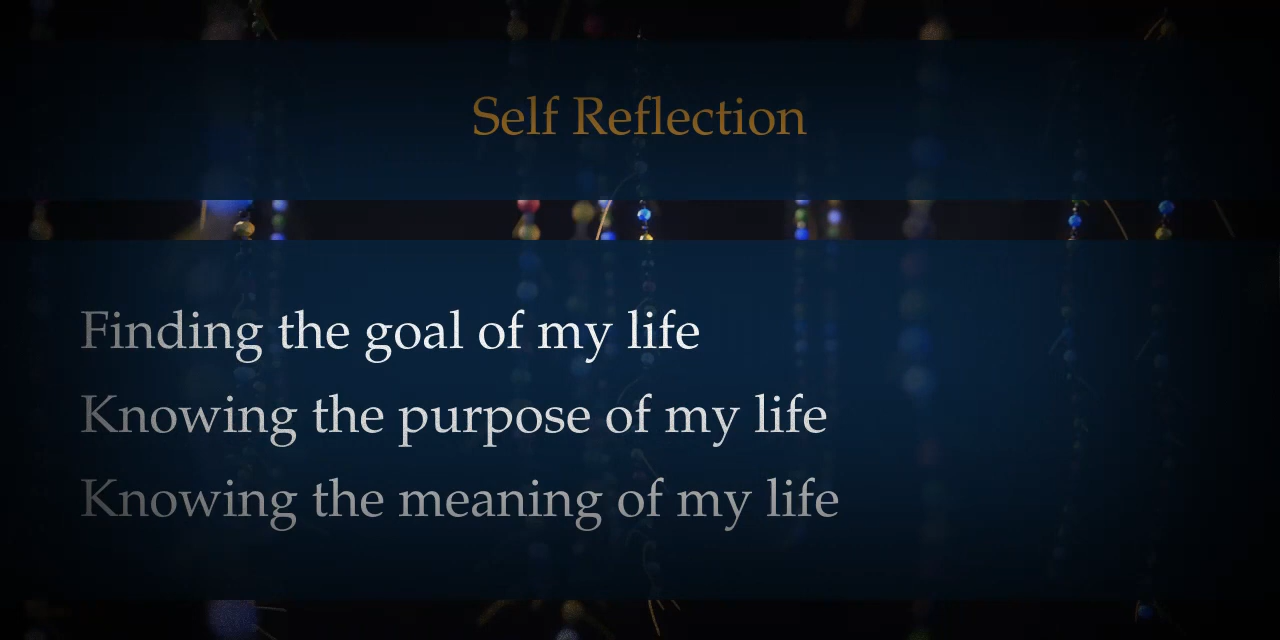 Self Reflection
Finding the goal of my life
Knowing the purpose of my life
Knowing the meaning of my life